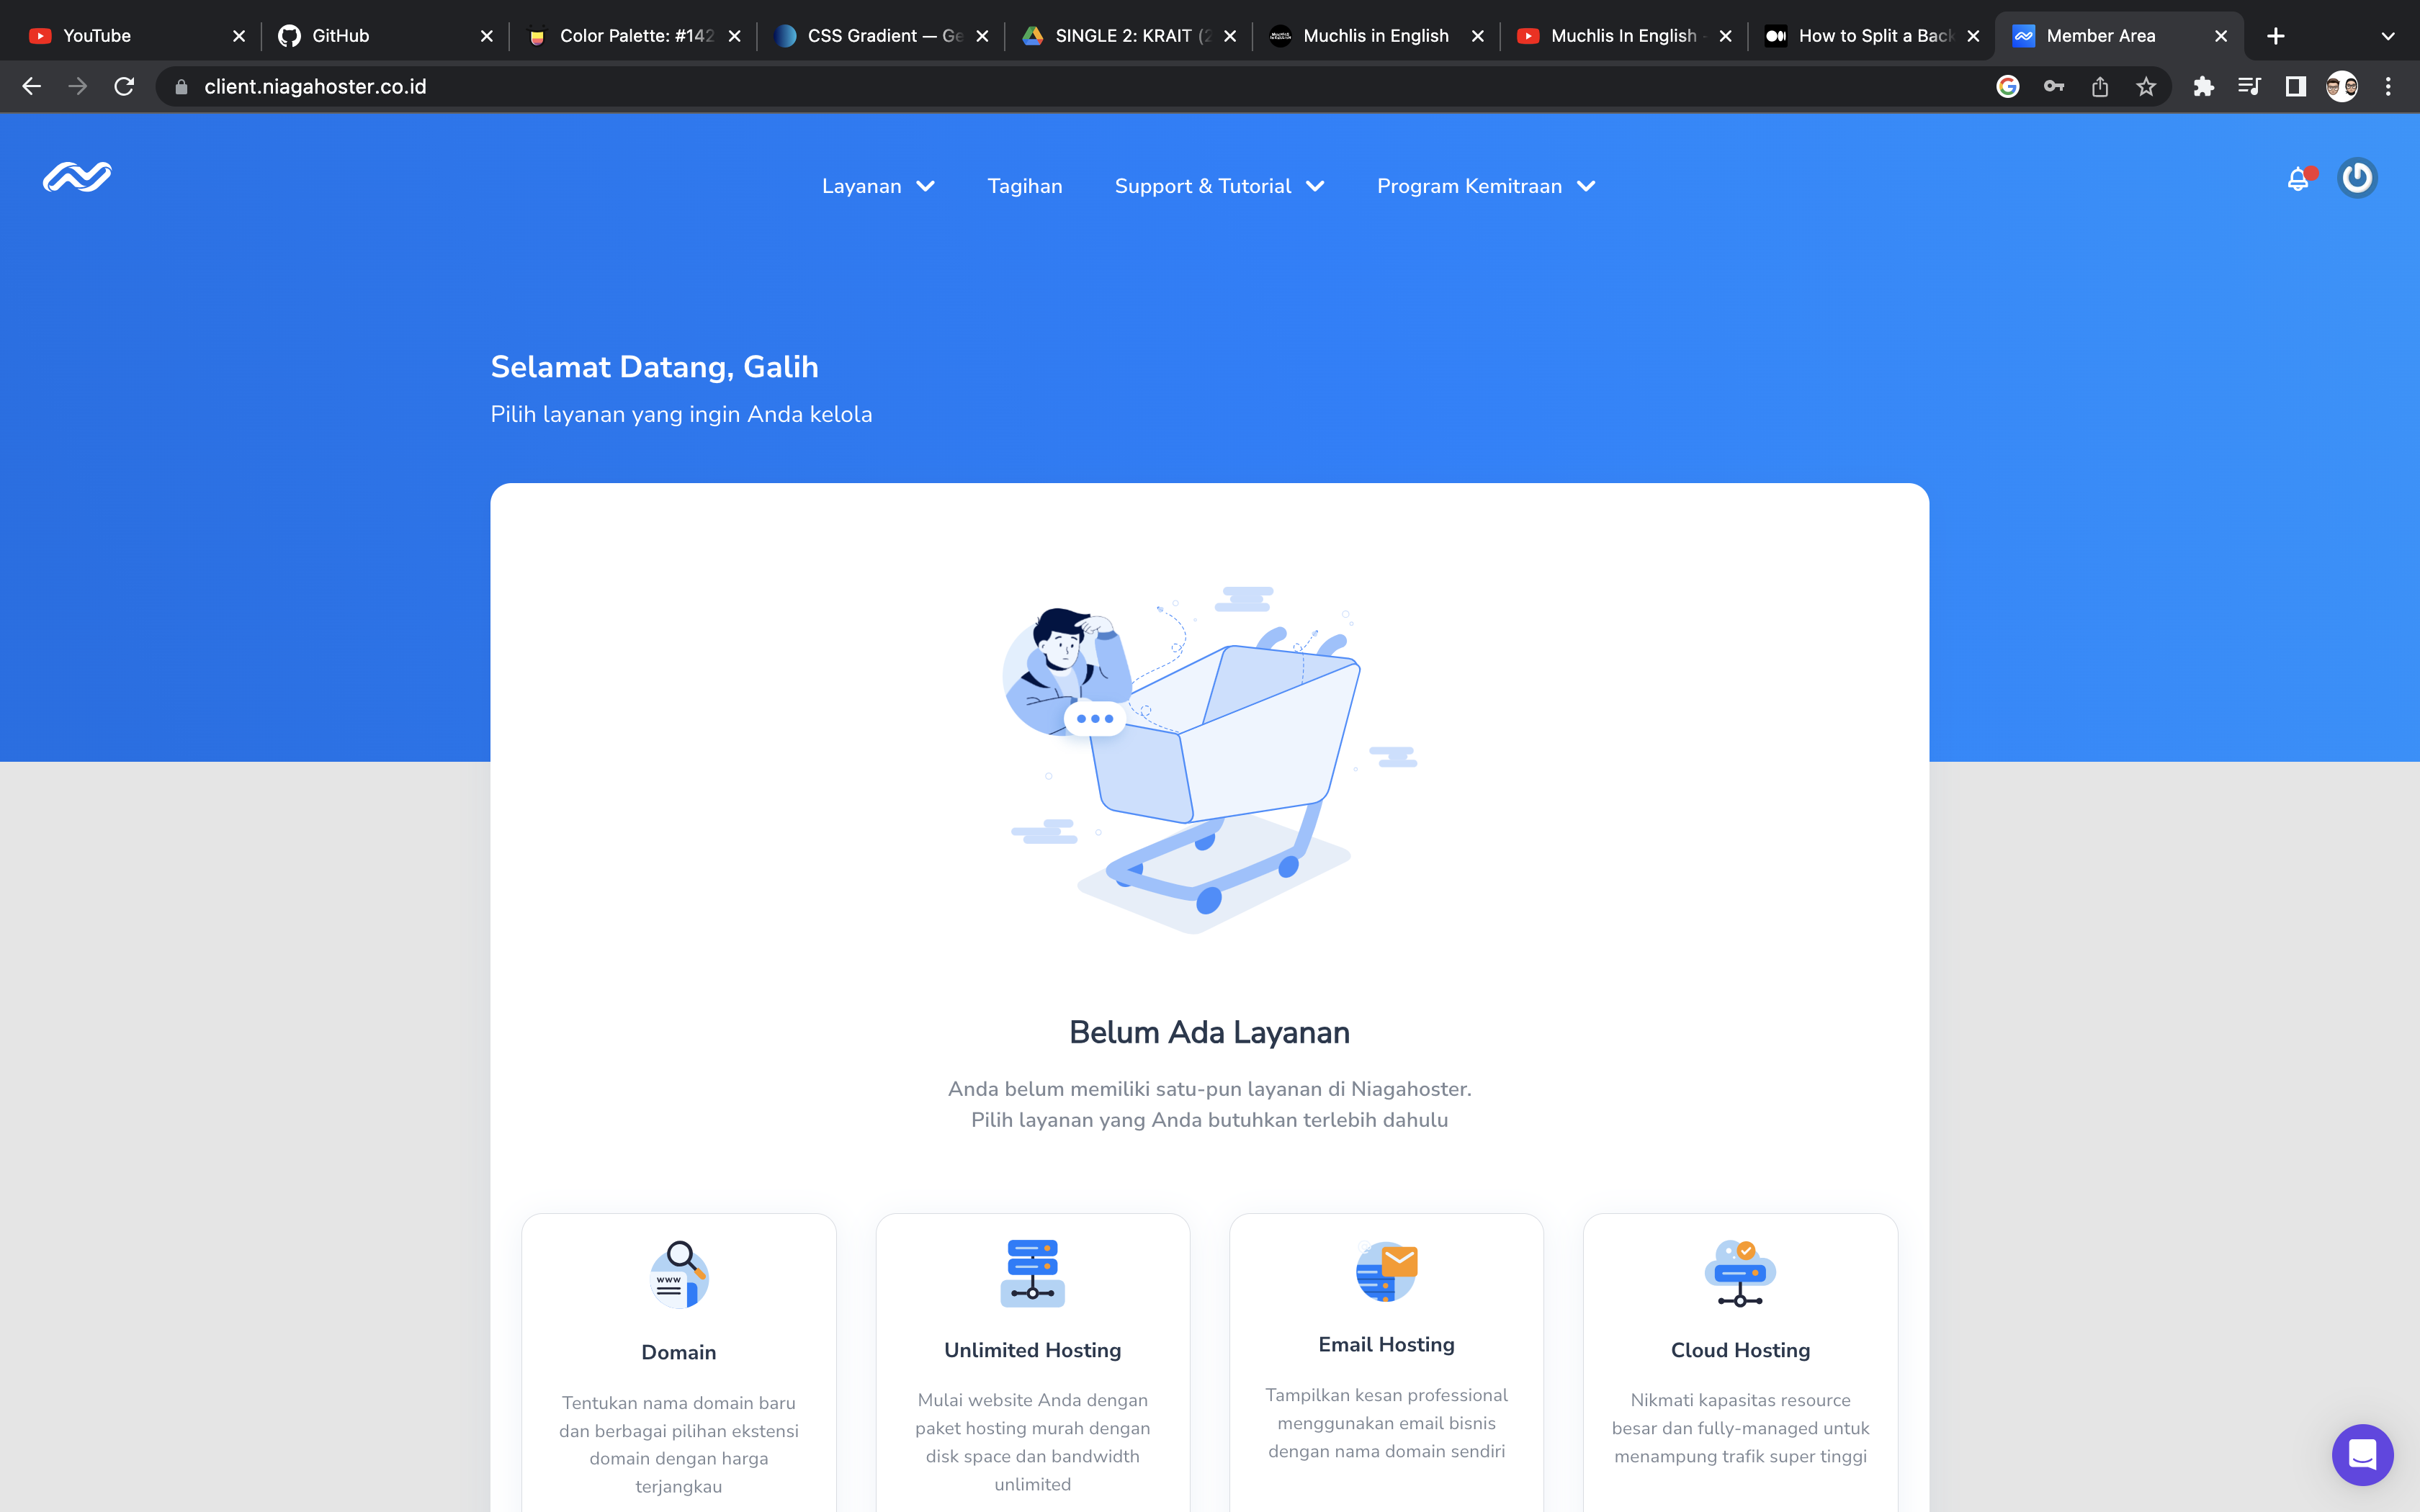 YouTube
GitHub
Color Palette: #142
CSS Gradient — Ge
SINGLE 2: KRAIT (2
Muchlis in English
Muchlis In English -
How to Split a Back
Member Area
client.niagahoster.co.id
Layanan
Tagihan
Support & Tutorial
Program Kemitraan
Selamat Datang, Galih
Pilih layanan yang ingin Anda kelola
Belum Ada Layanan
Anda belum memiliki satu-pun layanan di Niagahoster.
Pilih layanan yang Anda butuhkan terlebih dahulu
www
Domain
Tentukan nama domain baru
dan berbagai pilihan ekstensi
domain dengan harga
terjangkau
Unlimited Hosting
Mulai website Anda dengan
paket hosting murah dengan
disk space dan bandwidth
unlimited
Email Hosting
Tampilkan kesan professional
menggunakan email bisnis
dengan nama domain sendiri
Cloud Hosting
Nikmati kapasitas resource
besar dan fully-managed untuk
menampung trafik super tinggi